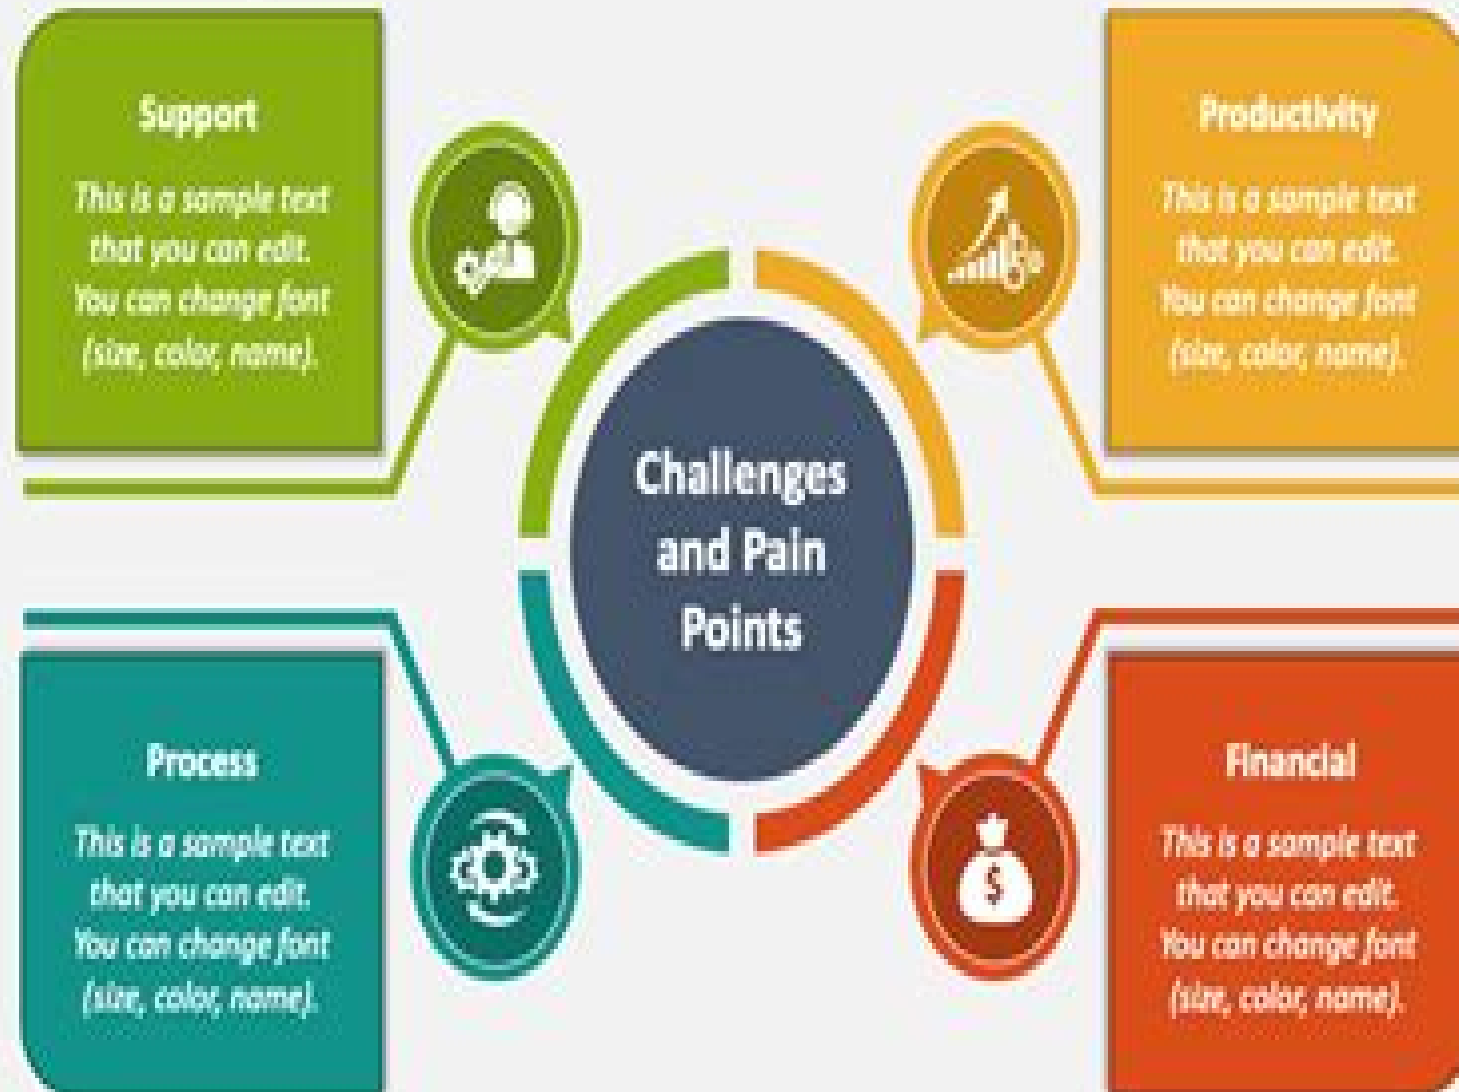 Support
This is a sample text
that you can edit.
You can change font
(size, color, name).
Productivity
This is a sample text
that you can edit.
You can change font
(size, color, name).
Challenges
and Pain
Points
Process
This is a sample text
that you can edit.
You can change font
(size, color, name).
Financial
This is a sample text
that you can edit.
You can change font
(size, color, name).
$